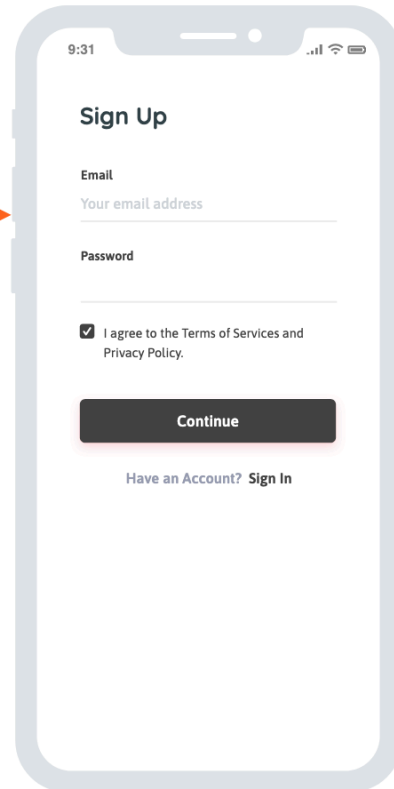 9:31
Sign Up
Email
Your email address
Password
I agree to the Terms of Services and
Privacy Policy.
Continue
Have an Account? Sign In